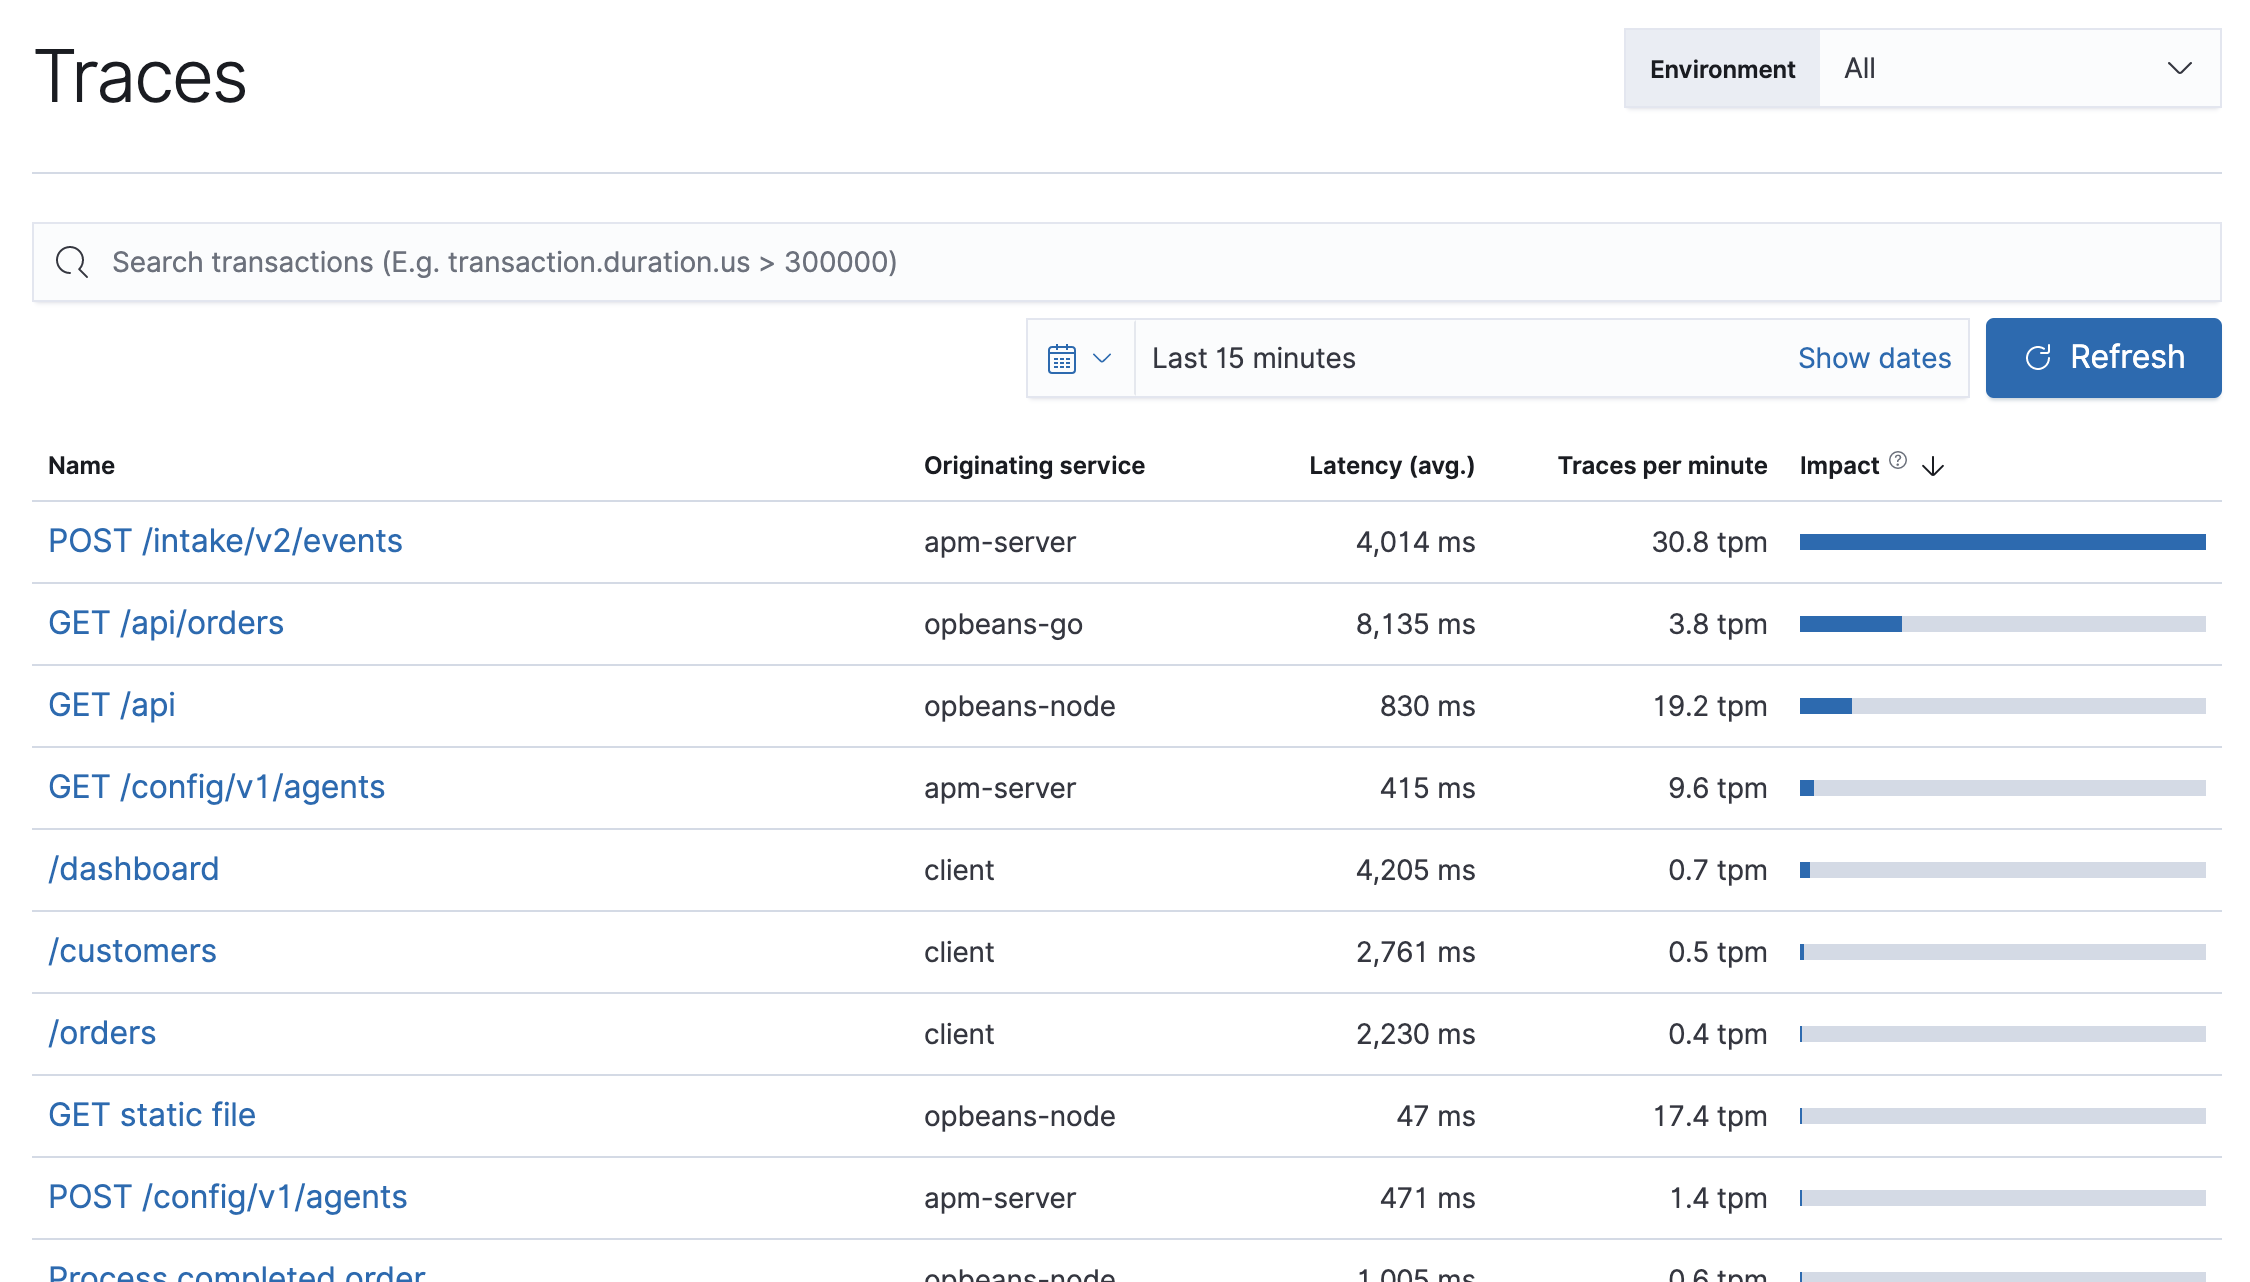 Traces
Environment All
Search transactions (E.g. transaction.duration.us > 300000)
Last 15 minutes Show dates Refresh
Name Originating service Latency (avg.) Traces per minute Impact ?
POST /intake/v2/events apm-server 4,014 ms 30.8 tpm
GET /api/orders opbeans-go 8,135 ms 3.8 tpm
GET /api opbeans-node 830 ms 19.2 tpm
GET /config/v1/agents apm-server 415 ms 9.6 tpm
/dashboard client 4,205 ms 0.7 tpm
/customers client 2,761 ms 0.5 tpm
/orders client 2,230 ms 0.4 tpm
GET static file opbeans-node 47 ms 17.4 tpm
POST /config/v1/agents apm-server 471 ms 1.4 tpm
Process completed order opbeans-node 1,005 ms 0.6 tpm